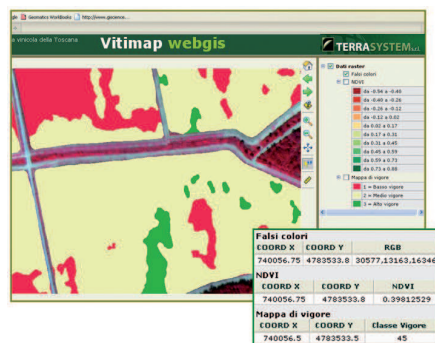 Geomatics Workbooks
http://www.geomatic...
a vinicola della Toscana
Vitimap webgis
TERRASYSTEM s.r.l.
Dati raster
Falsi colori
NDVI
da -0.54 a -0.40
da -0.40 a -0.26
da -0.26 a -0.12
da -0.12 a 0.02
da 0.02 a 0.17
da 0.17 a 0.31
da 0.31 a 0.45
da 0.45 a 0.59
da 0.59 a 0.73
da 0.73 a 0.88
Mappa di vigore
1 = Basso vigore
2 = Medio vigore
3 = Alto vigore
Falsi colori
COORD X COORD Y RGB
740056.75 4783533.8 30577,13163,16346
NDVI
COORD X COORD Y NDVI
740056.75 4783533.8 0.39812529
Mappa di vigore
COORD X COORD Y Classe Vigore
740056.5 4783533.5 45